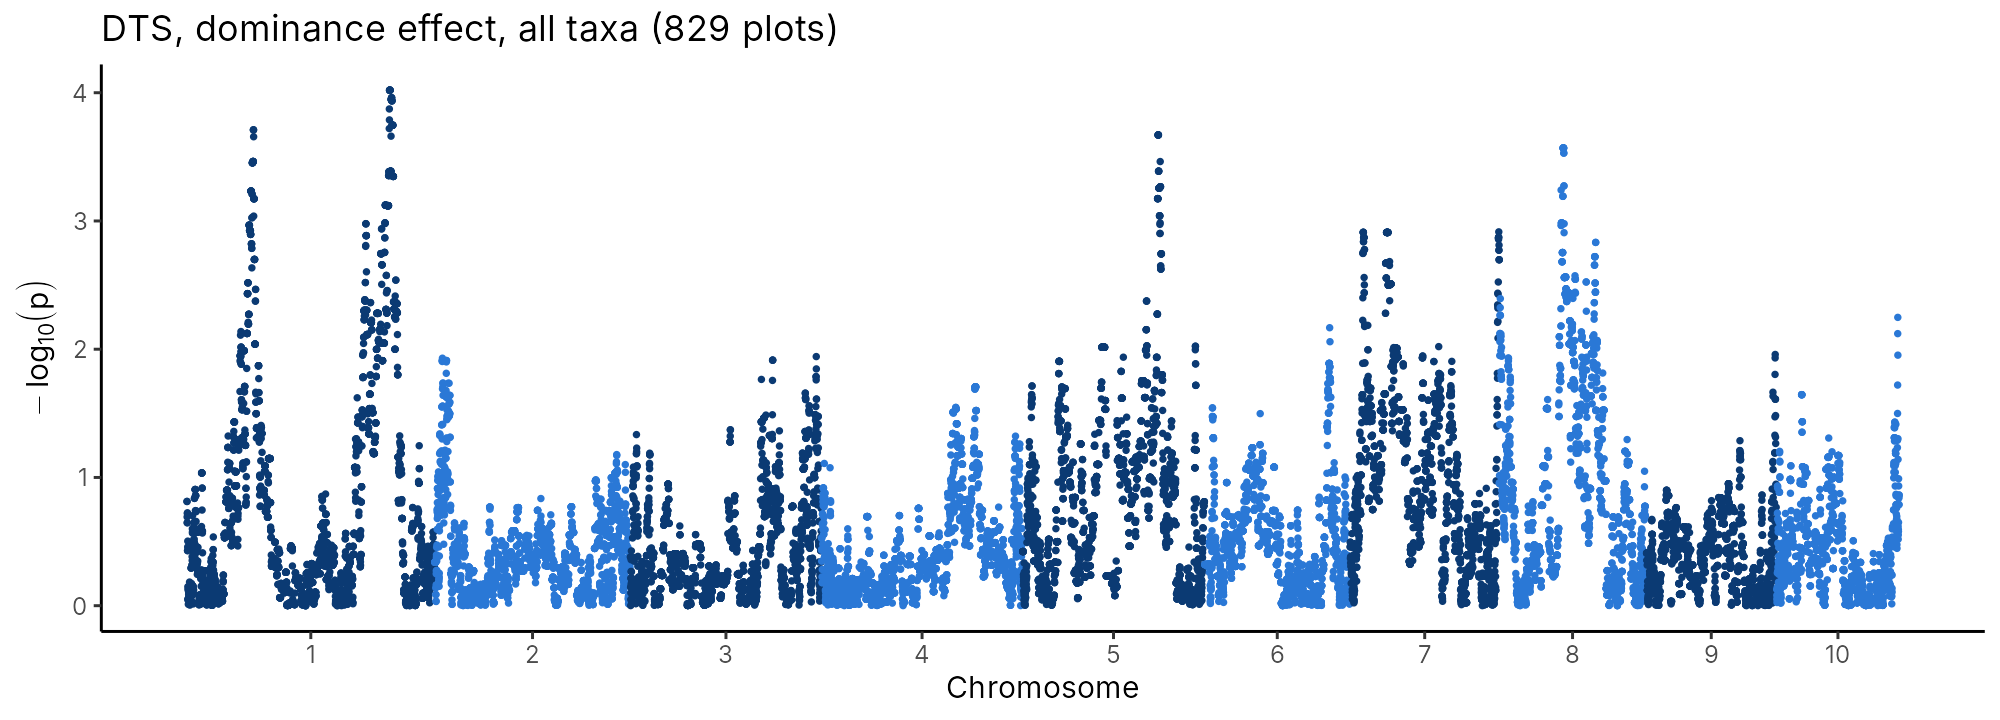 DTS, dominance effect, all taxa (829 plots)
4
3
2
1
0
− log₁₀(p)
1 2 3 4 5 6 7 8 9 10
Chromosome